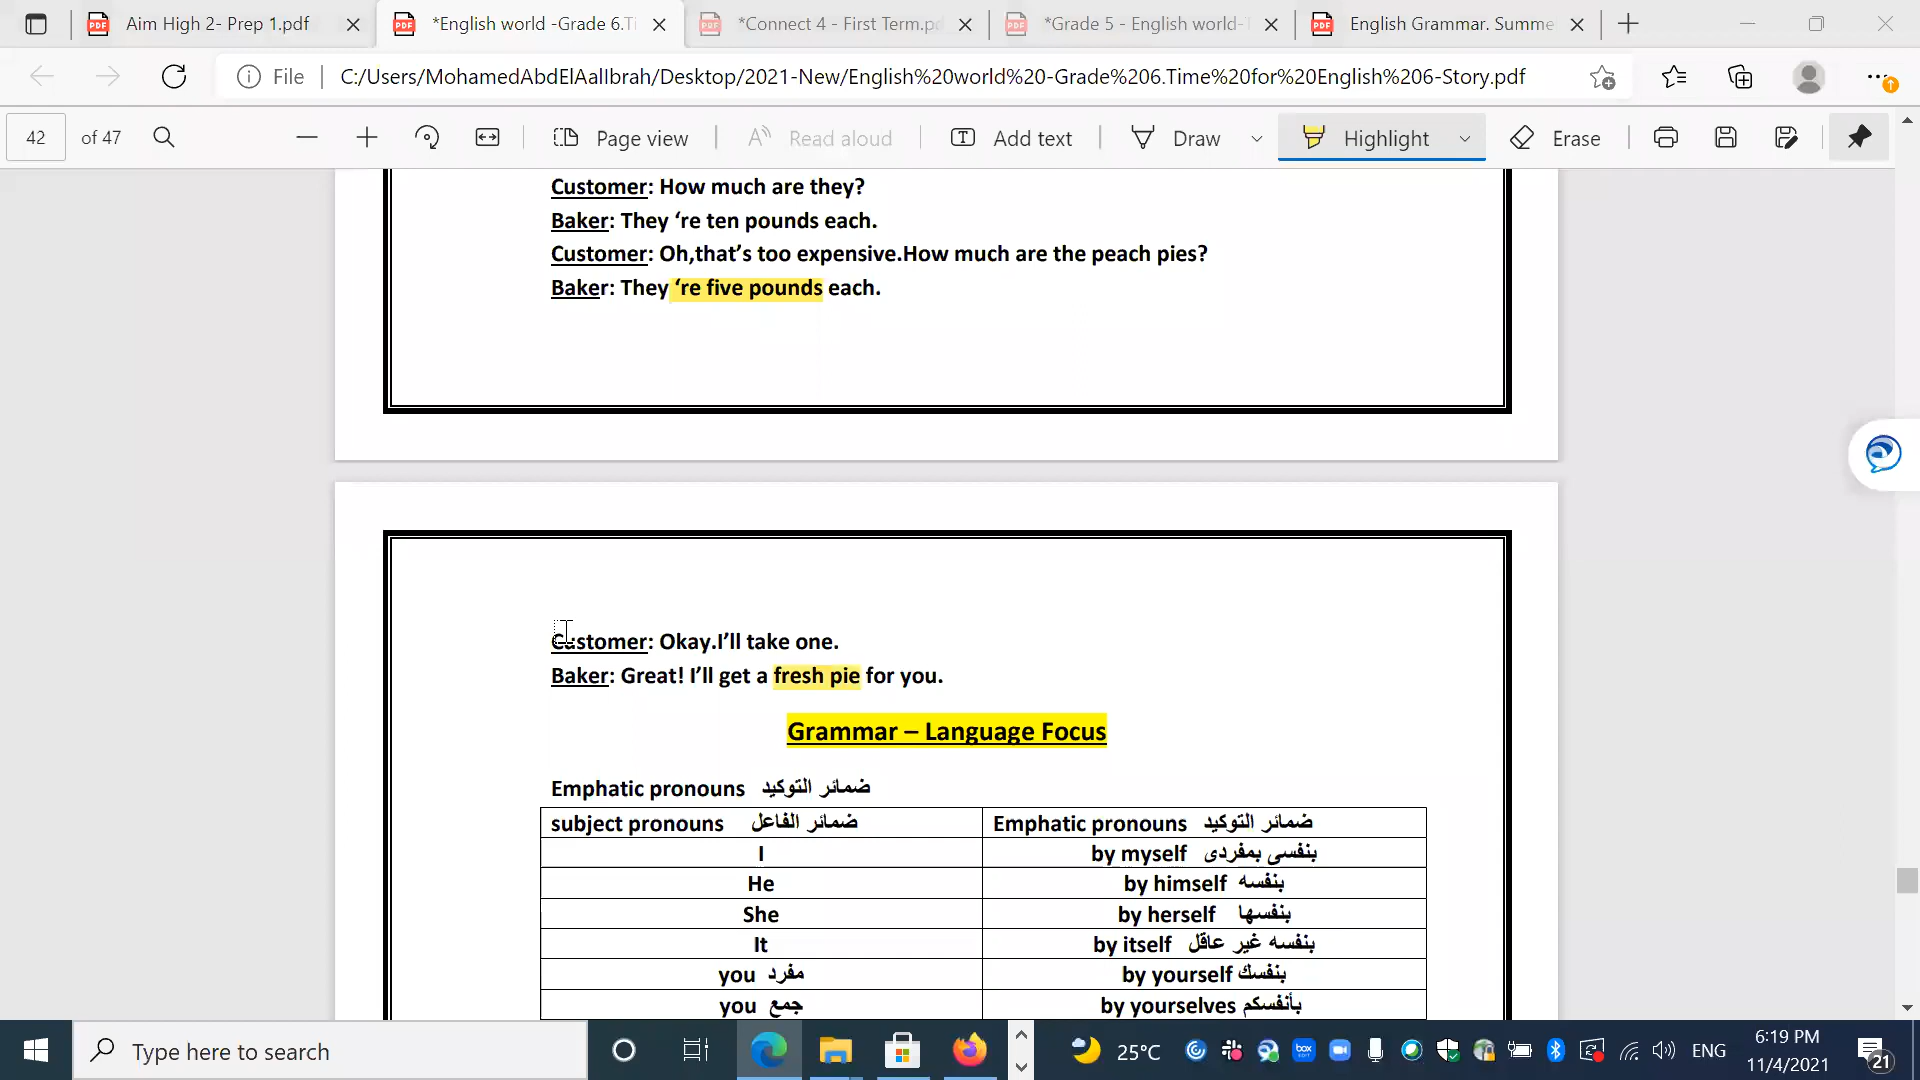 Aim High 2- Prep 1.pdf
*English world -Grade 6.Ti
*Connect 4 - First Term.pd
*Grade 5 - English world-T
English Grammar. Summe
File
C:/Users/MohamedAbdElAalIbrah/Desktop/2021-New/English%20world%20-Grade%206.Time%20for%20English%206-Story.pdf
42 of 47
Page view
Read aloud
Add text
Draw
Highlight
Erase
Customer: How much are they?
Baker: They ‘re ten pounds each.
Customer: Oh,that’s too expensive.How much are the peach pies?
Baker: They ‘re five pounds each.
Customer: Okay.I’ll take one.
Baker: Great! I’ll get a fresh pie for you.
Grammar – Language Focus
Emphatic pronouns ضمائر التوكيد
subject pronouns ضمائر الفاعل
Emphatic pronouns ضمائر التوكيد
I
by myself بنفسى بمفردى
He
by himself بنفسه
She
by herself بنفسها
It
by itself بنفسه غير عاقل
you مفرد
by yourself بنفسك
you جمع
by yourselves بأنفسكم
Type here to search
25°C
box
ENG
6:19 PM
11/4/2021
21